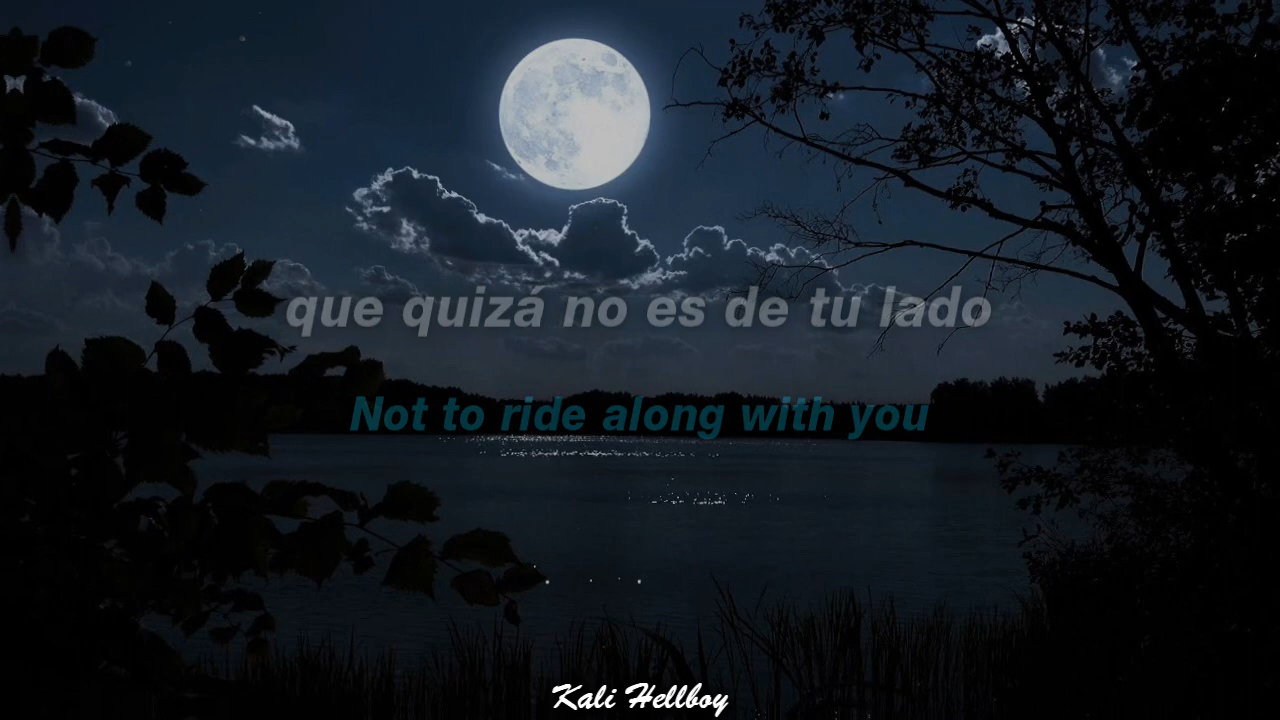 que quizá no es de tu lado
Not to ride along with you
Kali Hellboy